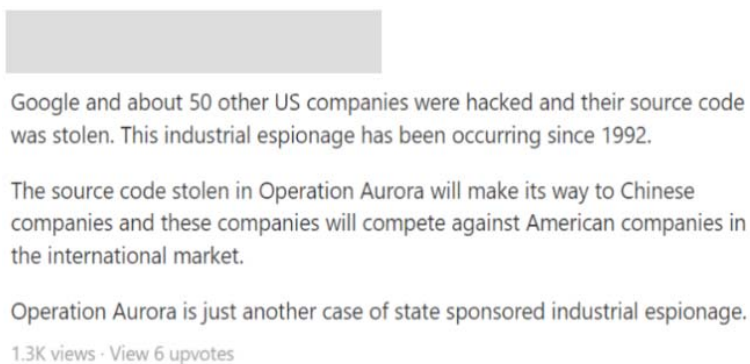 Google and about 50 other US companies were hacked and their source code
was stolen. This industrial espionage has been occurring since 1992.
The source code stolen in Operation Aurora will make its way to Chinese
companies and these companies will compete against American companies in
the international market.
Operation Aurora is just another case of state sponsored industrial espionage.
1.3K views · View 6 upvotes